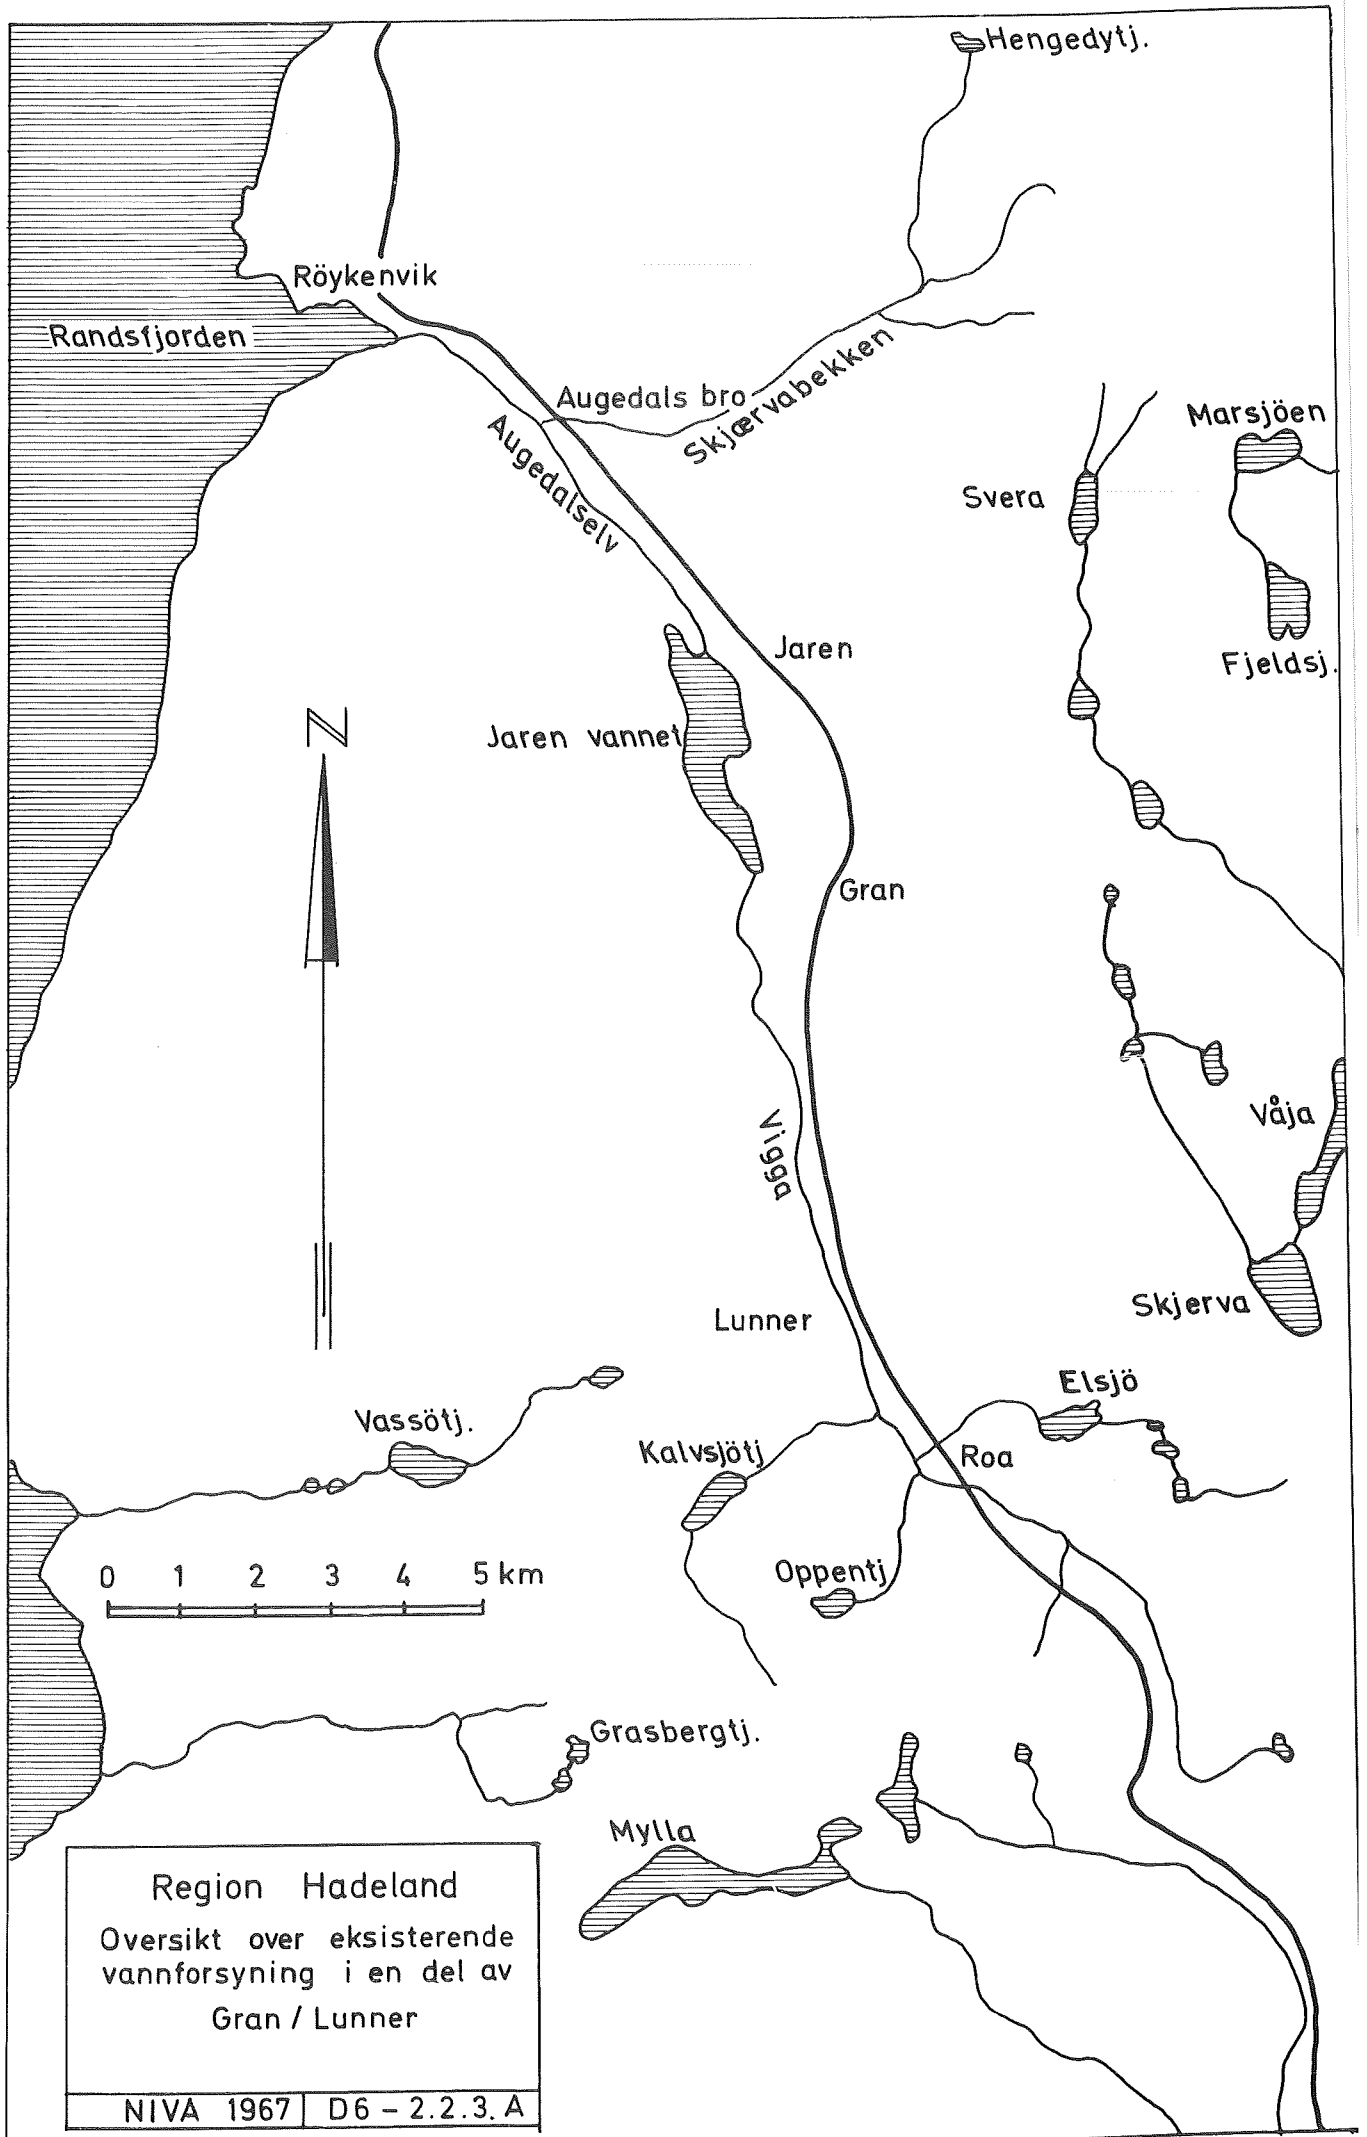 Hengedytj.
Röykenvik
Randsfjorden
Augedals bro
Skjærvabekken
Augedalselv
Marsjöen
Svera
Fjeldsj.
Jaren
N
Jaren vannet
Gran
Våja
Vigga
Skjerva
Lunner
Elsjö
Vassötj.
Kalvsjötj
Roa
Oppentj
0 1 2 3 4 5 km
Grasbergtj.
Mylla
Region Hadeland
Oversikt over eksisterende
vannforsyning i en del av
Gran / Lunner
NIVA 1967 D6 - 2.2.3. A